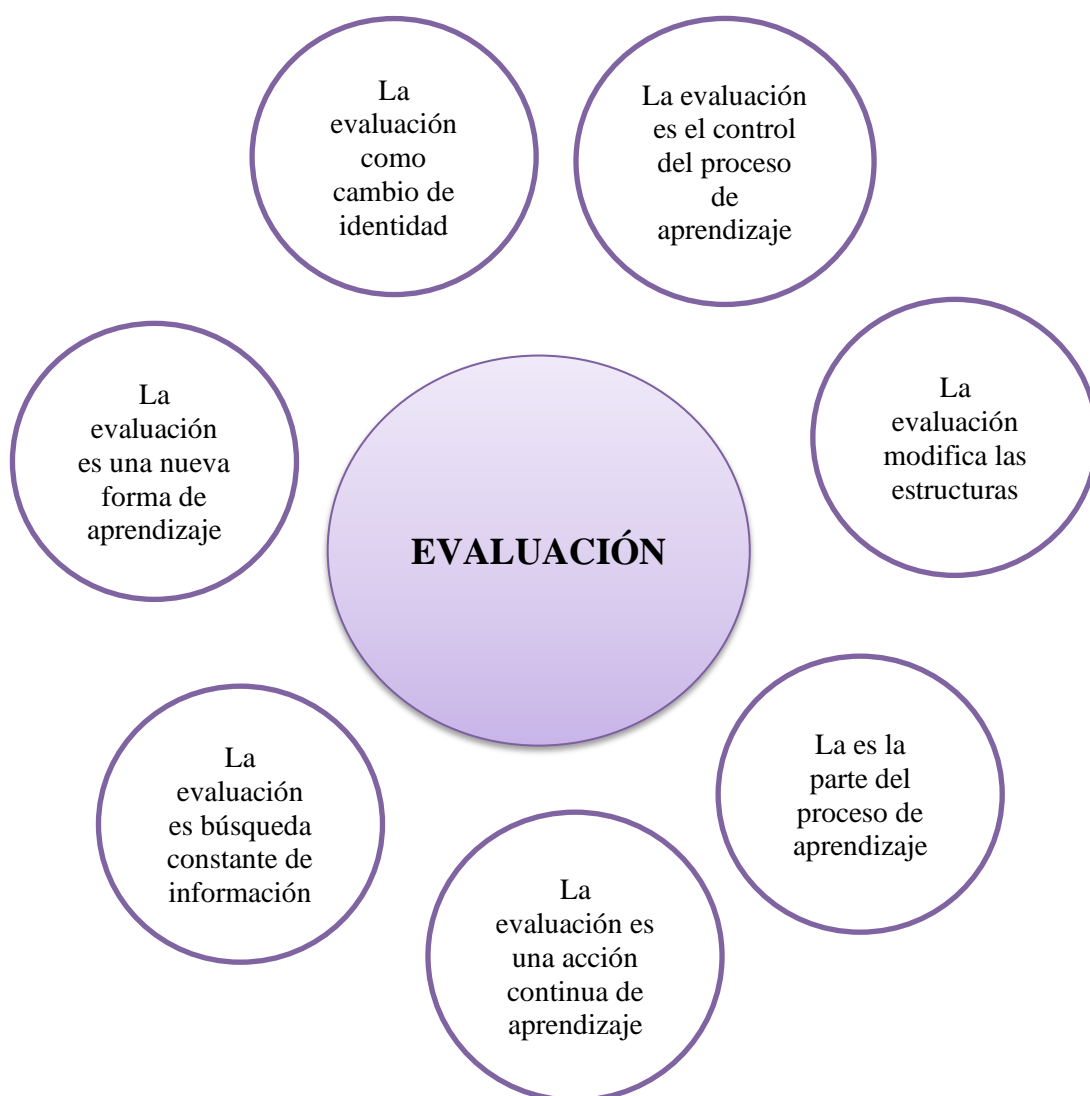 La
evaluación
como
cambio de
identidad
La evaluación
es el control
del proceso
de
aprendizaje
La
evaluación
modifica las
estructuras
La
evaluación
es una nueva
forma de
aprendizaje
EVALUACIÓN
La es la
parte del
proceso de
aprendizaje
La
evaluación
es búsqueda
constante de
información
La
evaluación es
una acción
continua de
aprendizaje